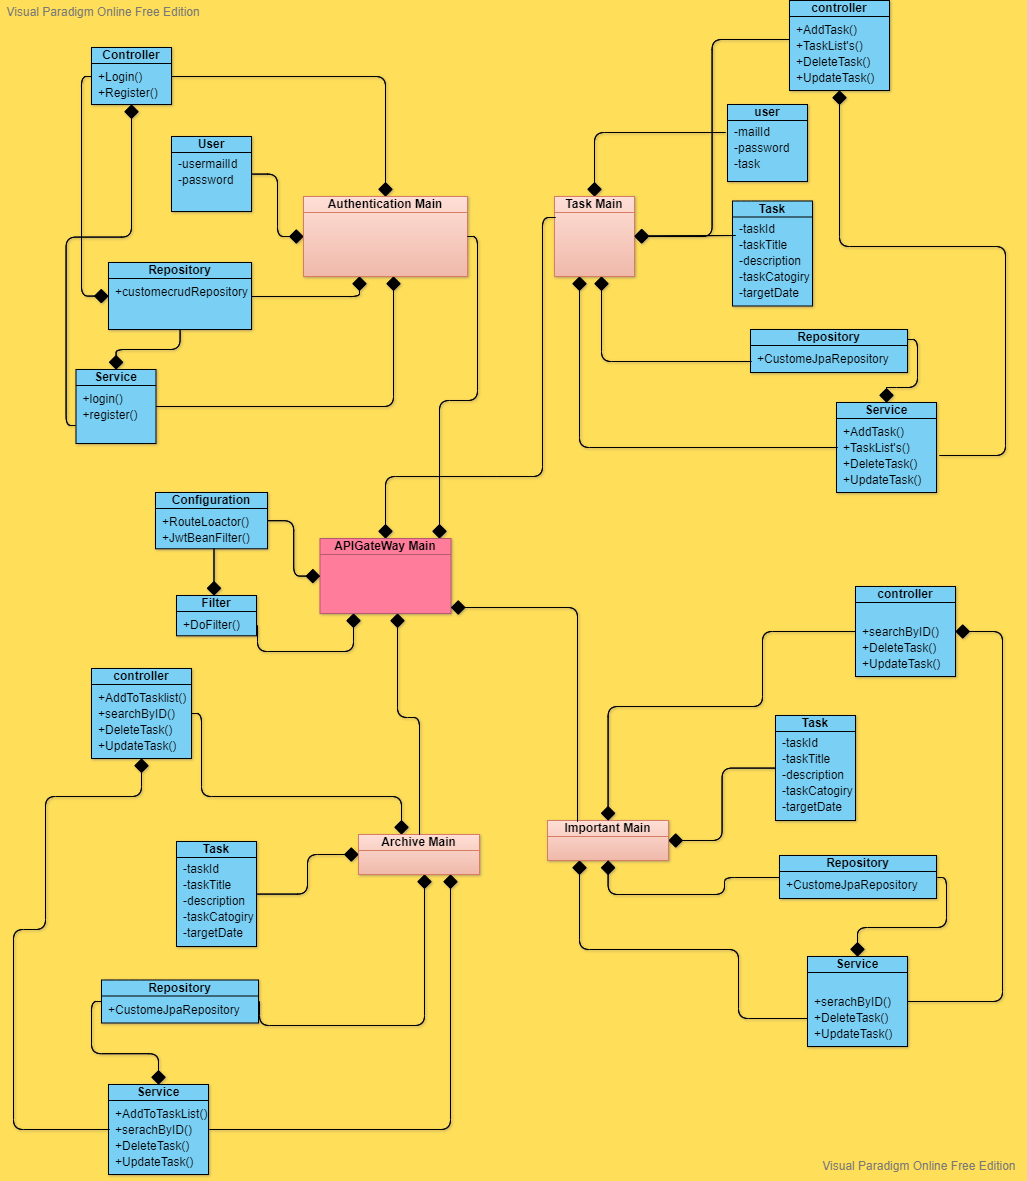 Visual Paradigm Online Free Edition
controller
+AddTask()
+TaskList's()
+DeleteTask()
+UpdateTask()
Controller
+Login()
+Register()
user
-mailId
-password
-task
User
-usermailId
-password
Authentication Main
Task Main
Task
-taskId
-taskTitle
-description
-taskCatogiry
-targetDate
Repository
+customecrudRepository
Repository
+CustomeJpaRepository
Service
+login()
+register()
Service
+AddTask()
+TaskList's()
+DeleteTask()
+UpdateTask()
Configuration
+RouteLoactor()
+JwtBeanFilter()
APIGateWay Main
Filter
+DoFilter()
controller
+searchByID()
+DeleteTask()
+UpdateTask()
controller
+AddToTasklist()
+searchByID()
+DeleteTask()
+UpdateTask()
Task
-taskId
-taskTitle
-description
-taskCatogiry
-targetDate
Important Main
Archive Main
Task
-taskId
-taskTitle
-description
-taskCatogiry
-targetDate
Repository
+CustomeJpaRepository
Service
+serachByID()
+DeleteTask()
+UpdateTask()
Repository
+CustomeJpaRepository
Service
+AddToTaskList()
+serachByID()
+DeleteTask()
+UpdateTask()
Visual Paradigm Online Free Edition